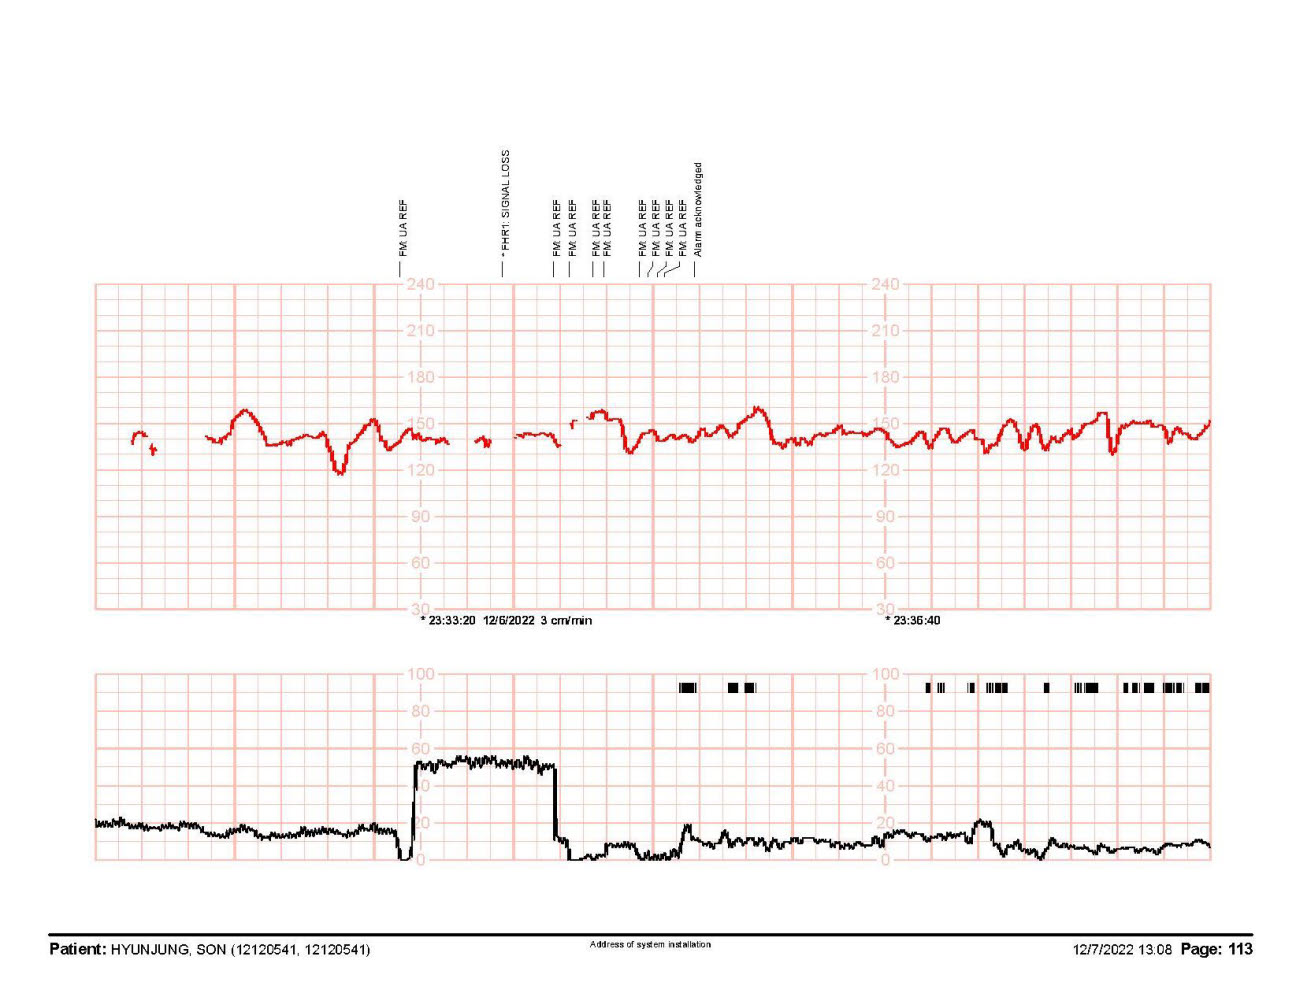 FM: UA REF
* FHR1: SIGNAL LOSS
FM: UA REF
FM: UA REF
FM: UA REF
FM: UA REF
FM: UA REF
FM: UA REF
FM: UA REF
FM: UA REF
Alarm acknowledged
240 240
210 210
180 180
150 150
120 120
90 90
60 60
30 30
* 23:33:20 12/6/2022 3 cm/min * 23:36:40
100 100
80 80
60 60
40 40
20 20
0 0
Patient: HYUNJUNG, SON (12120541, 12120541) Address of system installation 12/7/2022 13:08 Page: 113